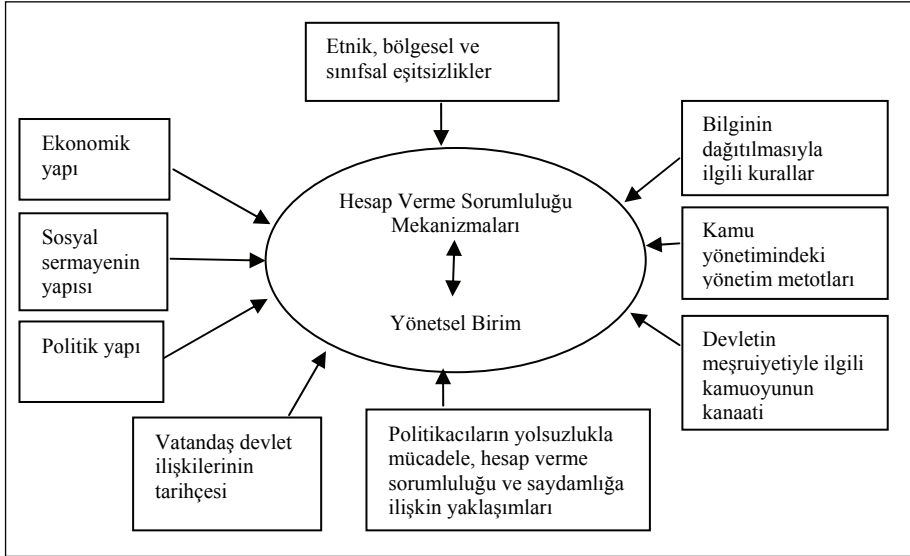 Etnik, bölgesel ve
sınıfsal eşitsizlikler
Ekonomik
yapı
Bilginin
dağıtılmasıyla
ilgili kurallar
Hesap Verme Sorumluluğu
Mekanizmaları
Sosyal
sermayenin
yapısı
Kamu
yönetimindeki
yönetim metotları
Yönetsel Birim
Politik yapı
Devletin
meşruiyetiyle ilgili
kamuoyunun
kanaati
Vatandaş devlet
ilişkilerinin
tarihçesi
Politikacıların yolsuzlukla
mücadele, hesap verme
sorumluluğu ve saydamlığa
ilişkin yaklaşımları